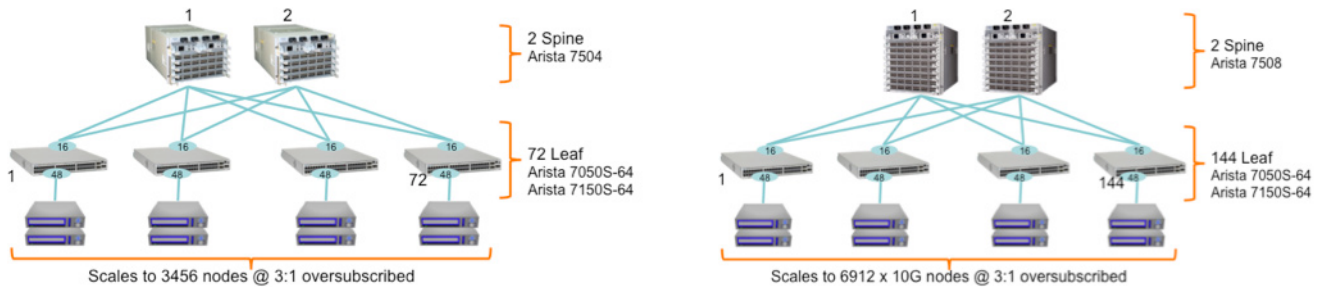 1 2
2 Spine
Arista 7504
16 16 16 16
72 Leaf
Arista 7050S-64
Arista 7150S-64
1 48 48 48 72 48
Scales to 3456 nodes @ 3:1 oversubscribed
1 2
2 Spine
Arista 7508
16 16 16 16
144 Leaf
Arista 7050S-64
Arista 7150S-64
1 48 48 48 144 48
Scales to 6912 x 10G nodes @ 3:1 oversubscribed